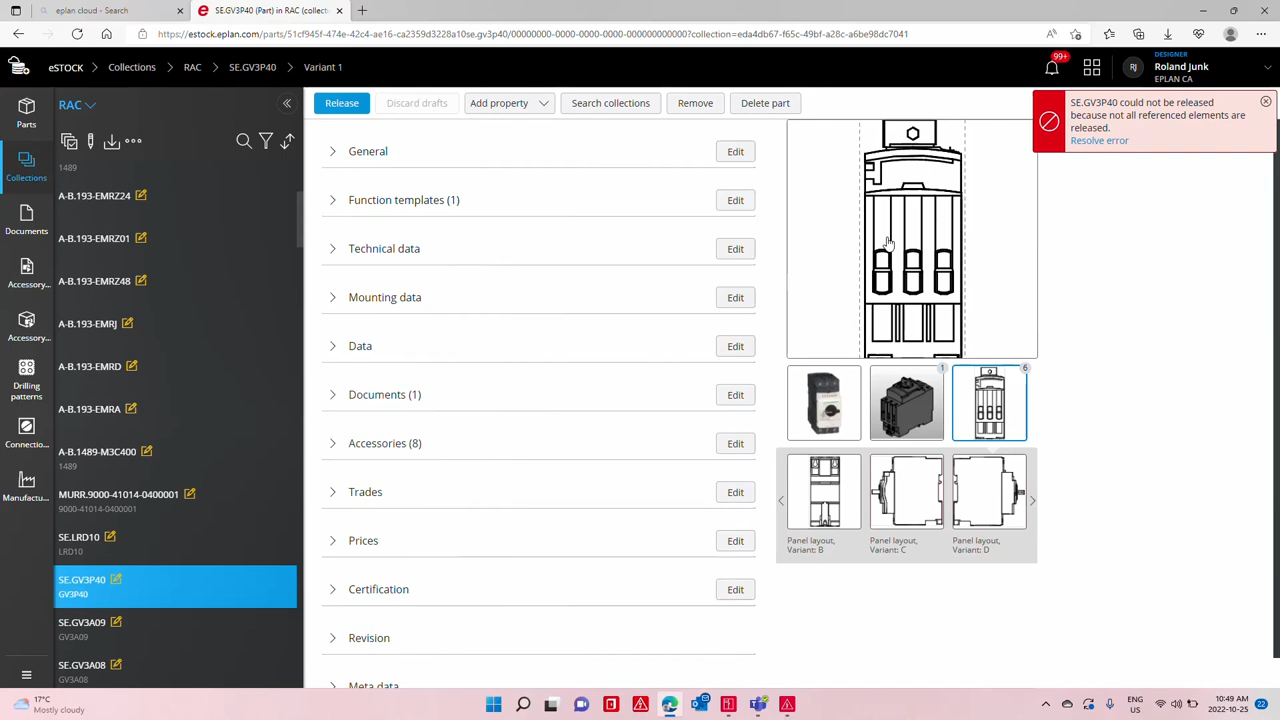 eplan cloud - Search
SE.GV3P40 (Part) in RAC (collect
https://estock.eplan.com/parts/51cf945f-474e-42c4-ae16-ca2359d3228a10se.gv3p40/00000000-0000-0000-0000-000000000000?collection=eda4db67-f65c-49bf-a28c-a6be98dc7041
eSTOCK
Collections
RAC
SE.GV3P40
Variant 1
99+
RJ
DESIGNER
Roland Junk
EPLAN CA
Parts
Collections
Documents
Accessory...
Accessory...
Drilling
patterns
Connectio...
Manufactu...
RAC
1489
A-B.193-EMRZ24
A-B.193-EMRZ01
A-B.193-EMRZ48
A-B.193-EMRJ
A-B.193-EMRD
A-B.193-EMRA
A-B.1489-M3C400
1489
MURR.9000-41014-0400001
9000-41014-0400001
SE.LRD10
LRD10
SE.GV3P40
GV3P40
SE.GV3A09
GV3A09
SE.GV3A08
GV3A08
Release
Discard drafts
Add property
Search collections
Remove
Delete part
General
Edit
Function templates (1)
Edit
Technical data
Edit
Mounting data
Edit
Data
Edit
Documents (1)
Edit
Accessories (8)
Edit
Trades
Edit
Prices
Edit
Certification
Edit
Revision
Meta data
SE.GV3P40 could not be released
because not all referenced elements are
released.
Resolve error
1
6
Panel layout,
Variant: B
Panel layout,
Variant: C
Panel layout,
Variant: D
17°C
Mostly cloudy
ENG
US
10:49 AM
2022-10-25
22